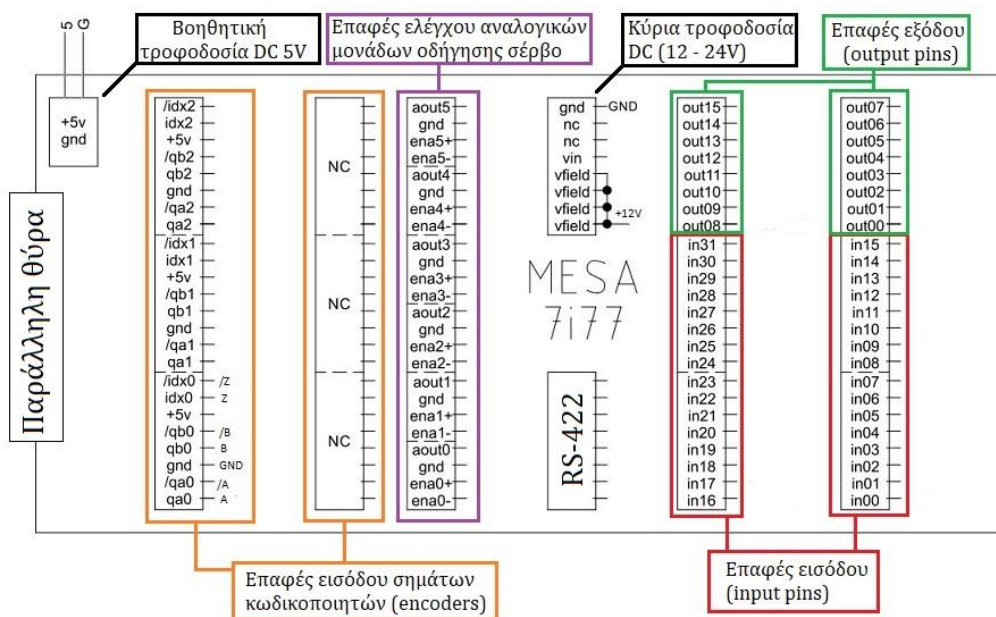 5
G
Βοηθητική
τροφοδοσία DC 5V
Επαφές ελέγχου αναλογικών
μονάδων οδήγησης σέρβο
Κύρια τροφοδοσία
DC (12 - 24V)
Επαφές εξόδου
(output pins)
+5v
gnd
Παράλληλη θύρα
/idx2
idx2
+5v
/qb2
qb2
gnd
/qa2
qa2
/idx1
idx1
+5v
/qb1
qb1
gnd
/qa1
qa1
/idx0 /Z
idx0 Z
+5v
/qb0 /B
qb0 B
gnd GND
/qa0 /A
qa0 A
NC
NC
NC
aout5
gnd
ena5+
ena5-
aout4
gnd
ena4+
ena4-
aout3
gnd
ena3+
ena3-
aout2
gnd
ena2+
ena2-
aout1
gnd
ena1+
ena1-
aout0
gnd
ena0+
ena0-
gnd GND
nc
nc
vin
vfield
vfield
vfield +12V
vfield
MESA
7i77
RS-422
out15
out14
out13
out12
out11
out10
out09
out08
in31
in30
in29
in28
in27
in26
in25
in24
in23
in22
in21
in20
in19
in18
in17
in16
out07
out06
out05
out04
out03
out02
out01
out00
in15
in14
in13
in12
in11
in10
in09
in08
in07
in06
in05
in04
in03
in02
in01
in00
Επαφές εισόδου σημάτων
κωδικοποιητών (encoders)
Επαφές εισόδου
(input pins)